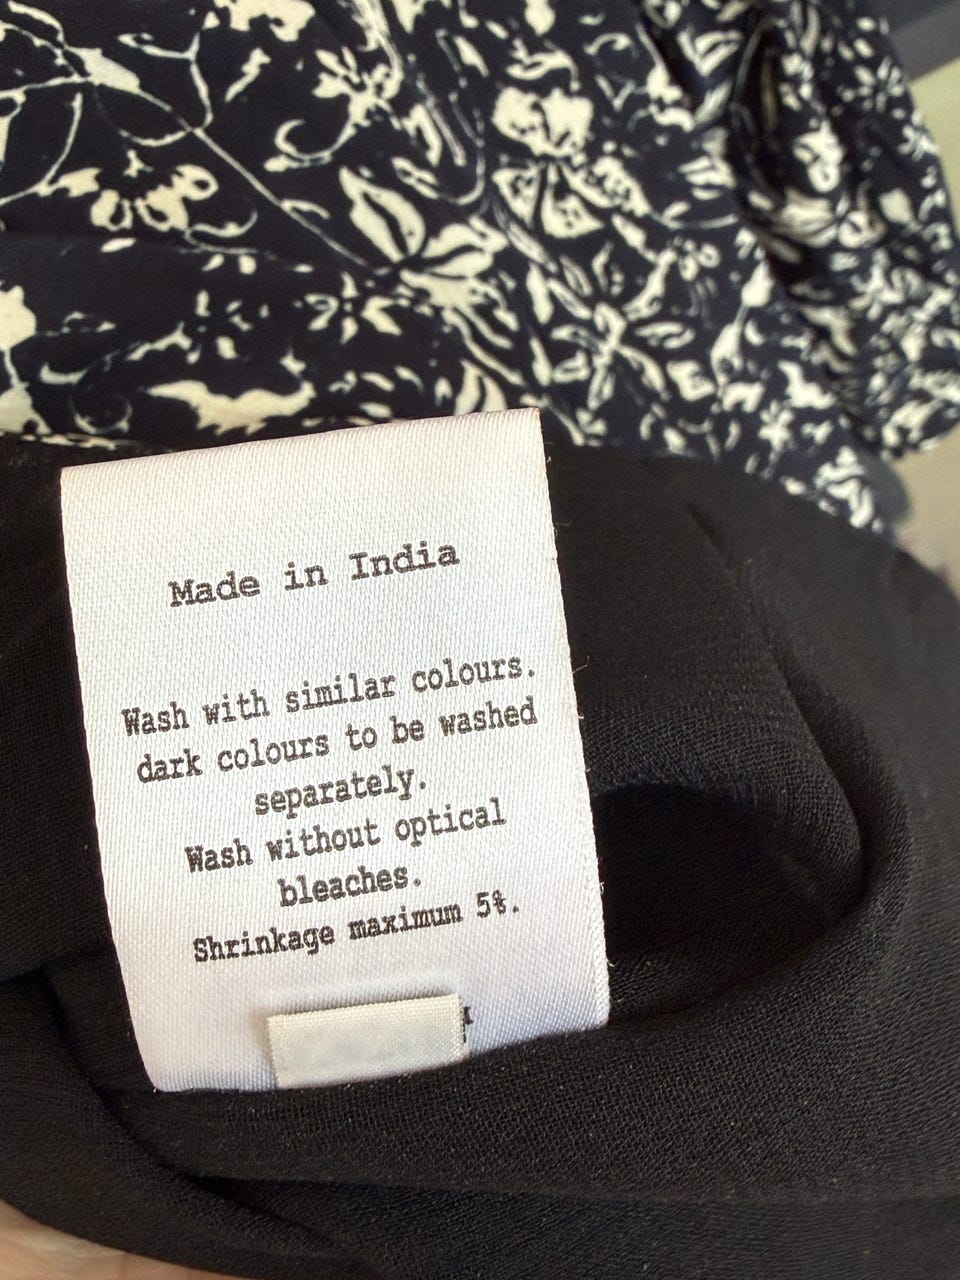 Made in India
Wash with similar colours.
dark colours to be washed
separately.
Wash without optical
bleaches.
Shrinkage maximum 5%.